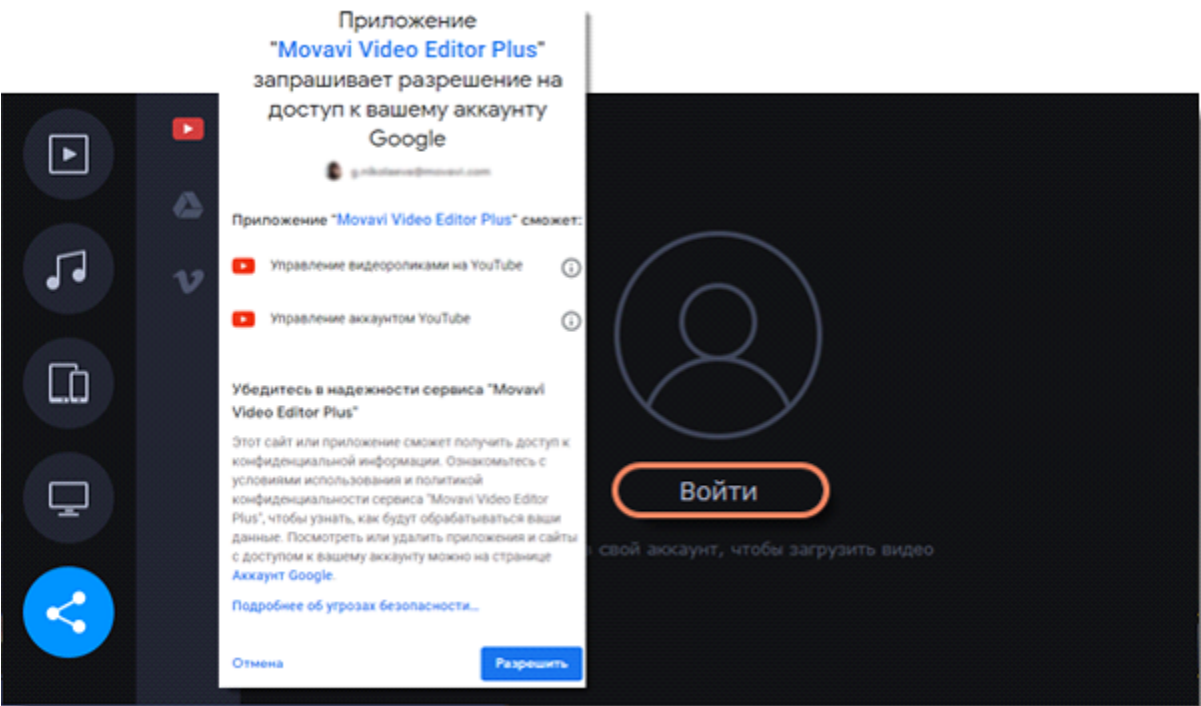 Приложение
"Movavi Video Editor Plus"
запрашивает разрешение на
доступ к вашему аккаунту
Google
g.nikolaeva@movavi.com
Приложение "Movavi Video Editor Plus" сможет:
Управление видеороликами на YouTube
Управление аккаунтом YouTube
Убедитесь в надежности сервиса "Movavi
Video Editor Plus"
Этот сайт или приложение сможет получить доступ к
конфиденциальной информации. Ознакомьтесь с
условиями использования и политикой
конфиденциальности сервиса "Movavi Video Editor
Plus", чтобы узнать, как будут обрабатываться ваши
данные. Посмотреть или удалить приложения и сайты
с доступом к вашему аккаунту можно на странице
Аккаунт Google.
Подробнее об угрозах безопасности...
Отмена
Разрешить
Войти
свой аккаунт, чтобы загрузить видео